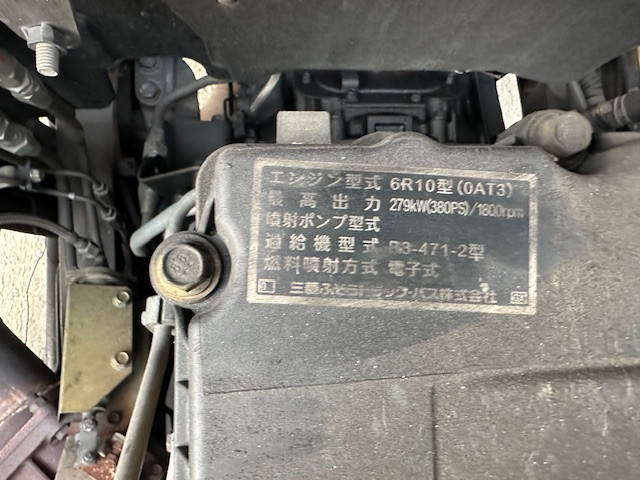 エンジン型式 6R10型(0AT3)
最高出力 279kW(380PS)/1800rpm
噴射ポンプ型式
過給機型式 D3-471-2型
燃料噴射方式 電子式
三菱ふそうトラック・バス株式会社